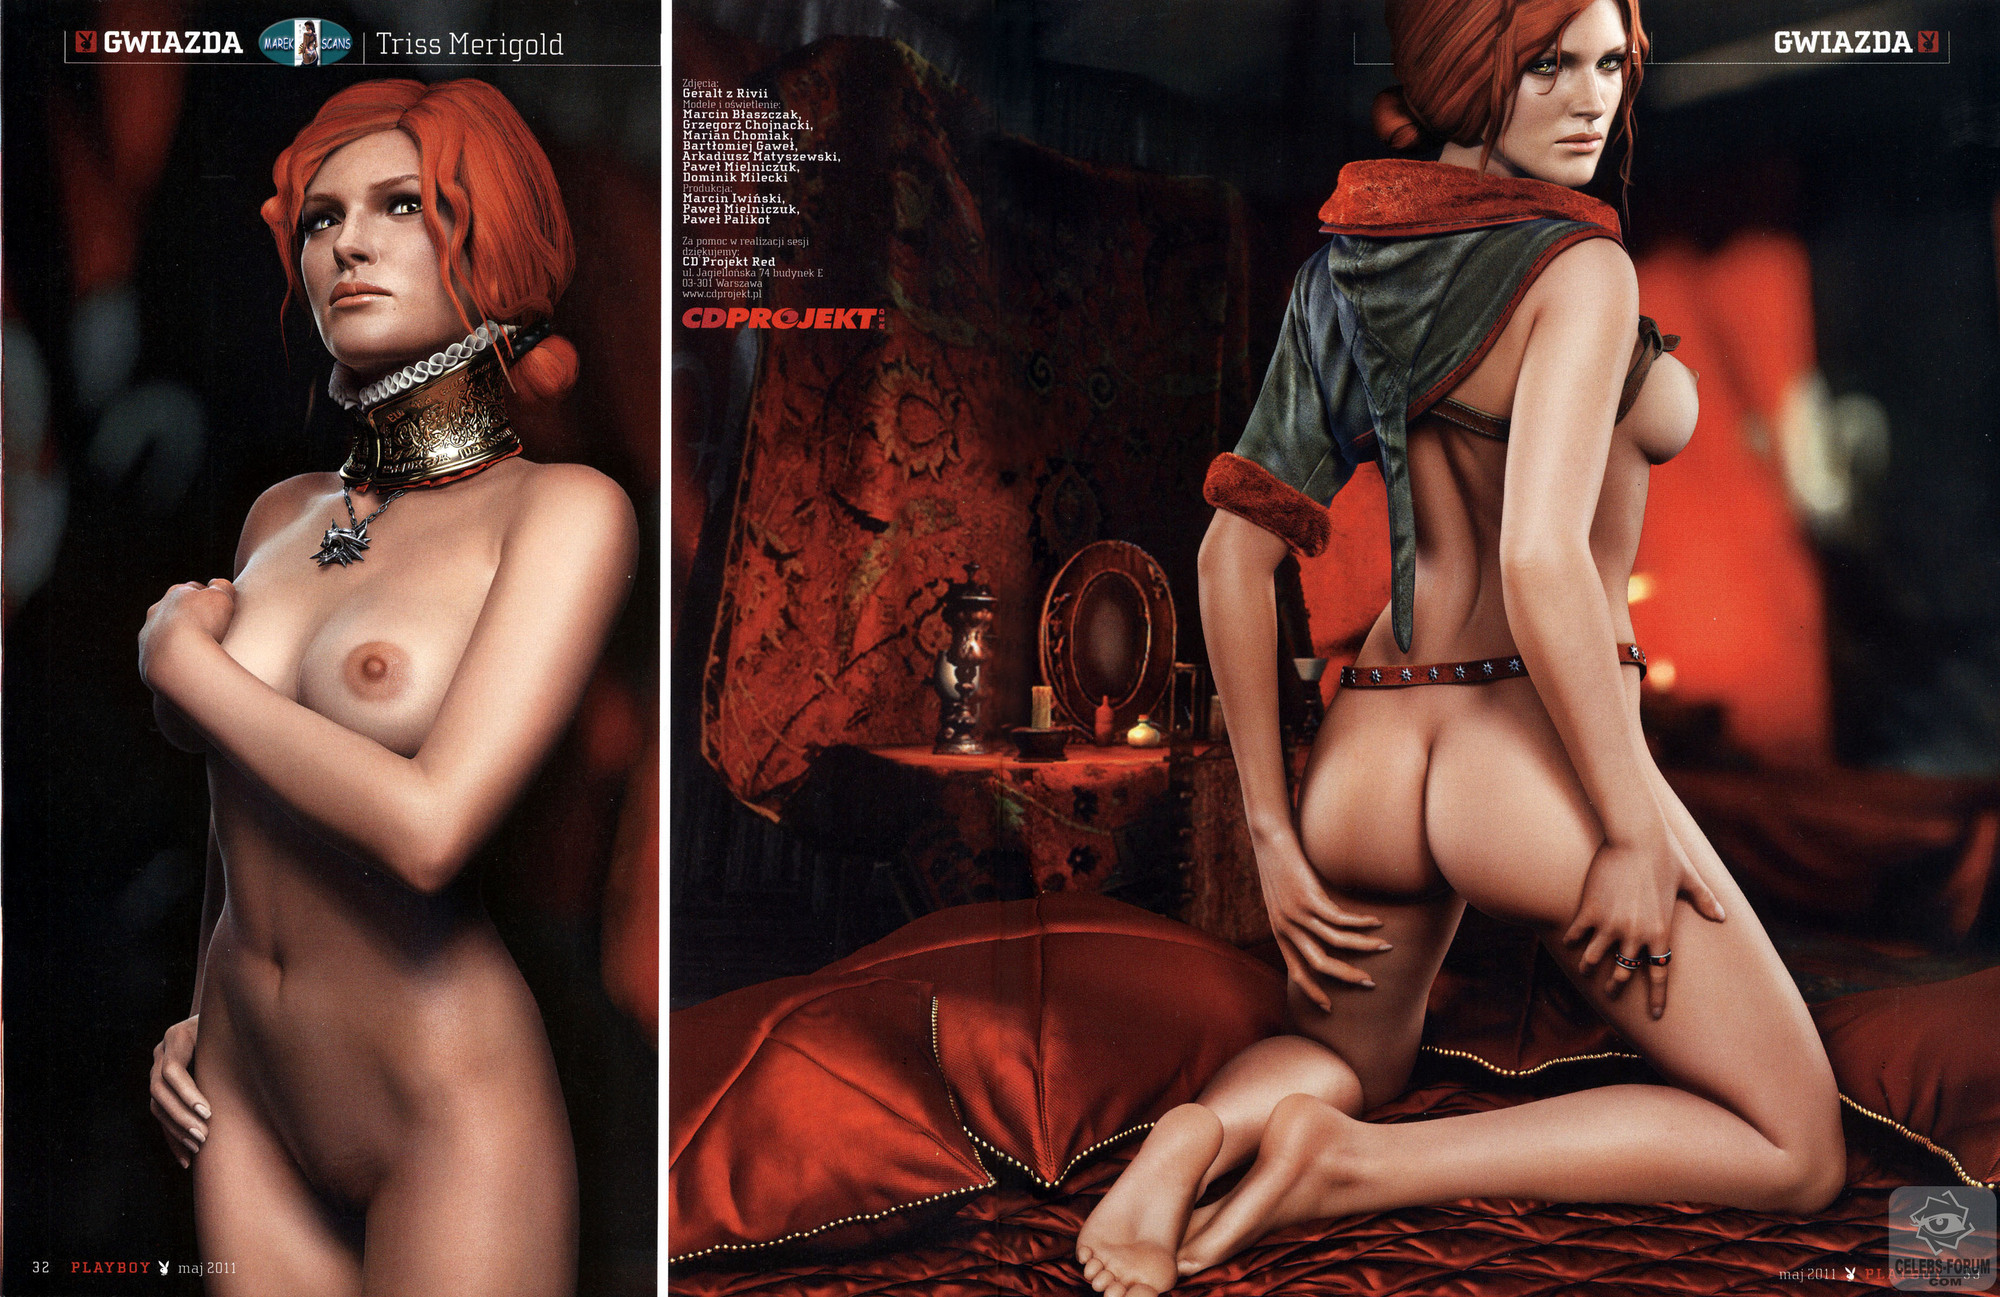 GWIAZDA MAREK SCANS Triss Merigold
Zdjęcia:
Geralt z Rivii
Modele i oświetlenie:
Marcin Błaszczak,
Grzegorz Chojnacki,
Marian Chomiak,
Bartłomiej Gaweł,
Arkadiusz Matyszewski,
Paweł Mielniczuk,
Dominik Milecki
Produkcja:
Marcin Iwiński,
Paweł Mielniczuk,
Paweł Palikot
Za pomoc w realizacji sesji
dziękujemy:
CD Projekt Red
ul. Jagiellońska 74 budynek E
03-301 Warszawa
www.cdprojekt.pl
CDPROJEKT RED
GWIAZDA
32 PLAYBOY maj 2011
maj 2011
CELEBS-FORUM
COM